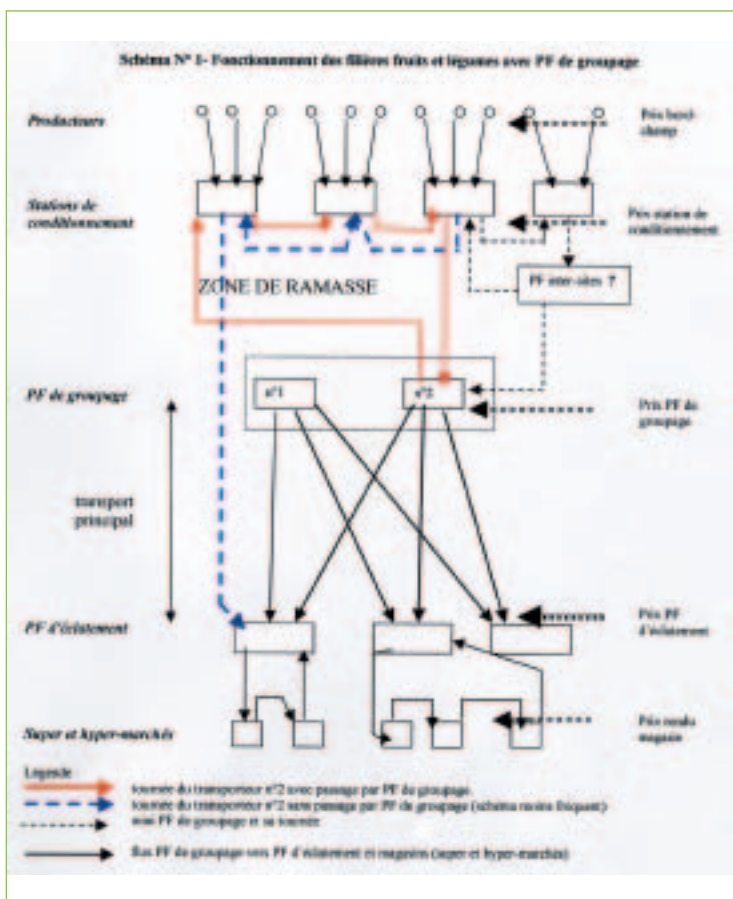 Schéma N° 1- Fonctionnement des filières fruits et légumes avec PF de groupage
Producteurs
Prix bord-
champ
Stations de
conditionnement
Prix station de
conditionnement
PF inter-sites ?
ZONE DE RAMASSE
n°1
n°2
PF de groupage
Prix PF de
groupage
transport
principal
PF d'éclatement
Prix PF
d'éclatement
Super et hyper-marchés
Prix rendu
magasin
Légende
tournée du transporteur n°2 avec passage par PF de groupage
tournée du transporteur n°2 sans passage par PF de groupage (schéma moins fréquent)
mini PF de groupage et sa tournée
flux PF de groupage vers PF d'éclatement et magasins (super et hyper-marchés)